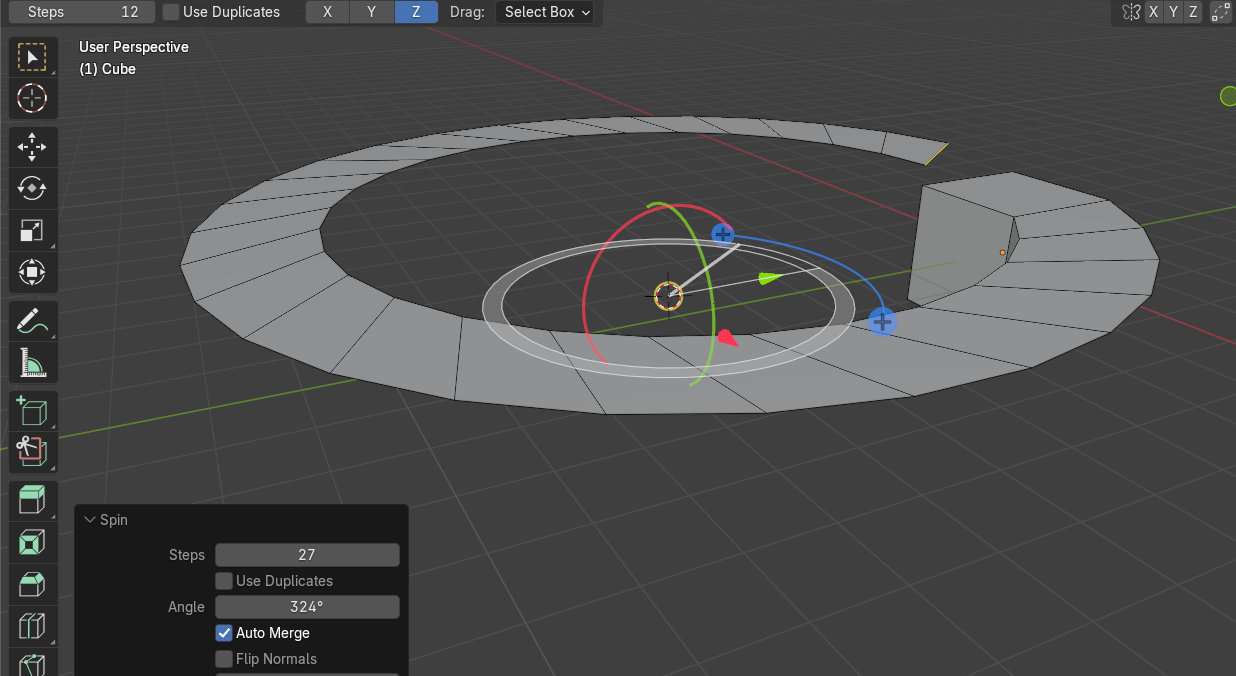 Steps 12 Use Duplicates X Y Z Drag: Select Box X Y Z
User Perspective
(1) Cube
Spin
Steps 27
Use Duplicates
Angle 324°
Auto Merge
Flip Normals